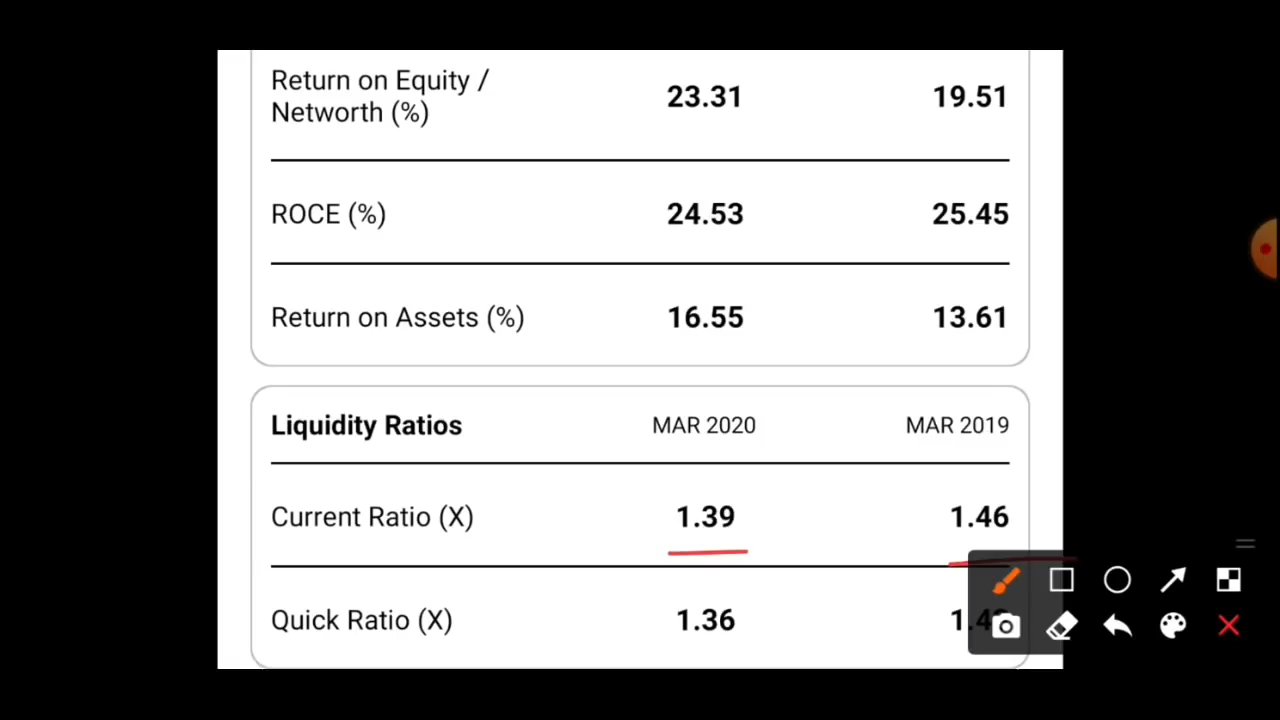 Return on Equity /
Networth (%) 23.31 19.51
ROCE (%) 24.53 25.45
Return on Assets (%) 16.55 13.61
Liquidity Ratios MAR 2020 MAR 2019
Current Ratio (X) 1.39 1.46
Quick Ratio (X) 1.36